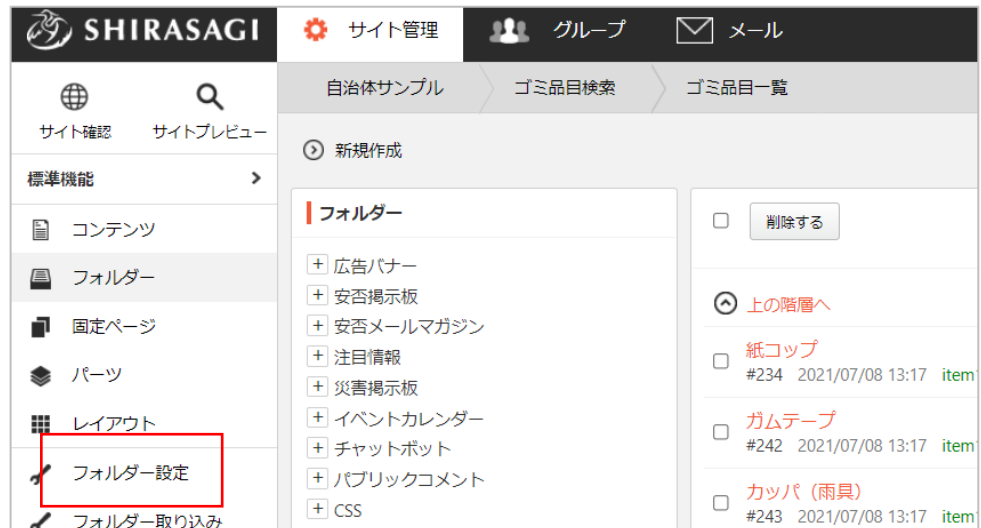 SHIRASAGI
サイト管理
グループ
メール
サイト確認
サイトプレビュー
自治体サンプル
ゴミ品目検索
ゴミ品目一覧
新規作成
標準機能
コンテンツ
フォルダー
固定ページ
パーツ
レイアウト
フォルダー設定
フォルダー取り込み
フォルダー
広告バナー
安否掲示板
安否メールマガジン
注目情報
災害掲示板
イベントカレンダー
チャットボット
パブリックコメント
CSS
削除する
上の階層へ
紙コップ
#234 2021/07/08 13:17 item
ガムテープ
#242 2021/07/08 13:17 item
カッパ（雨具）
#243 2021/07/08 13:17 item